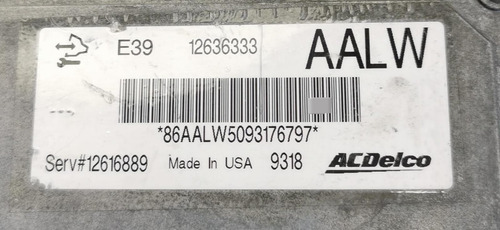 E39 12636333 AALW
*86AALW5093176797*
Serv#12616889 Made In USA 9318 ACDelco